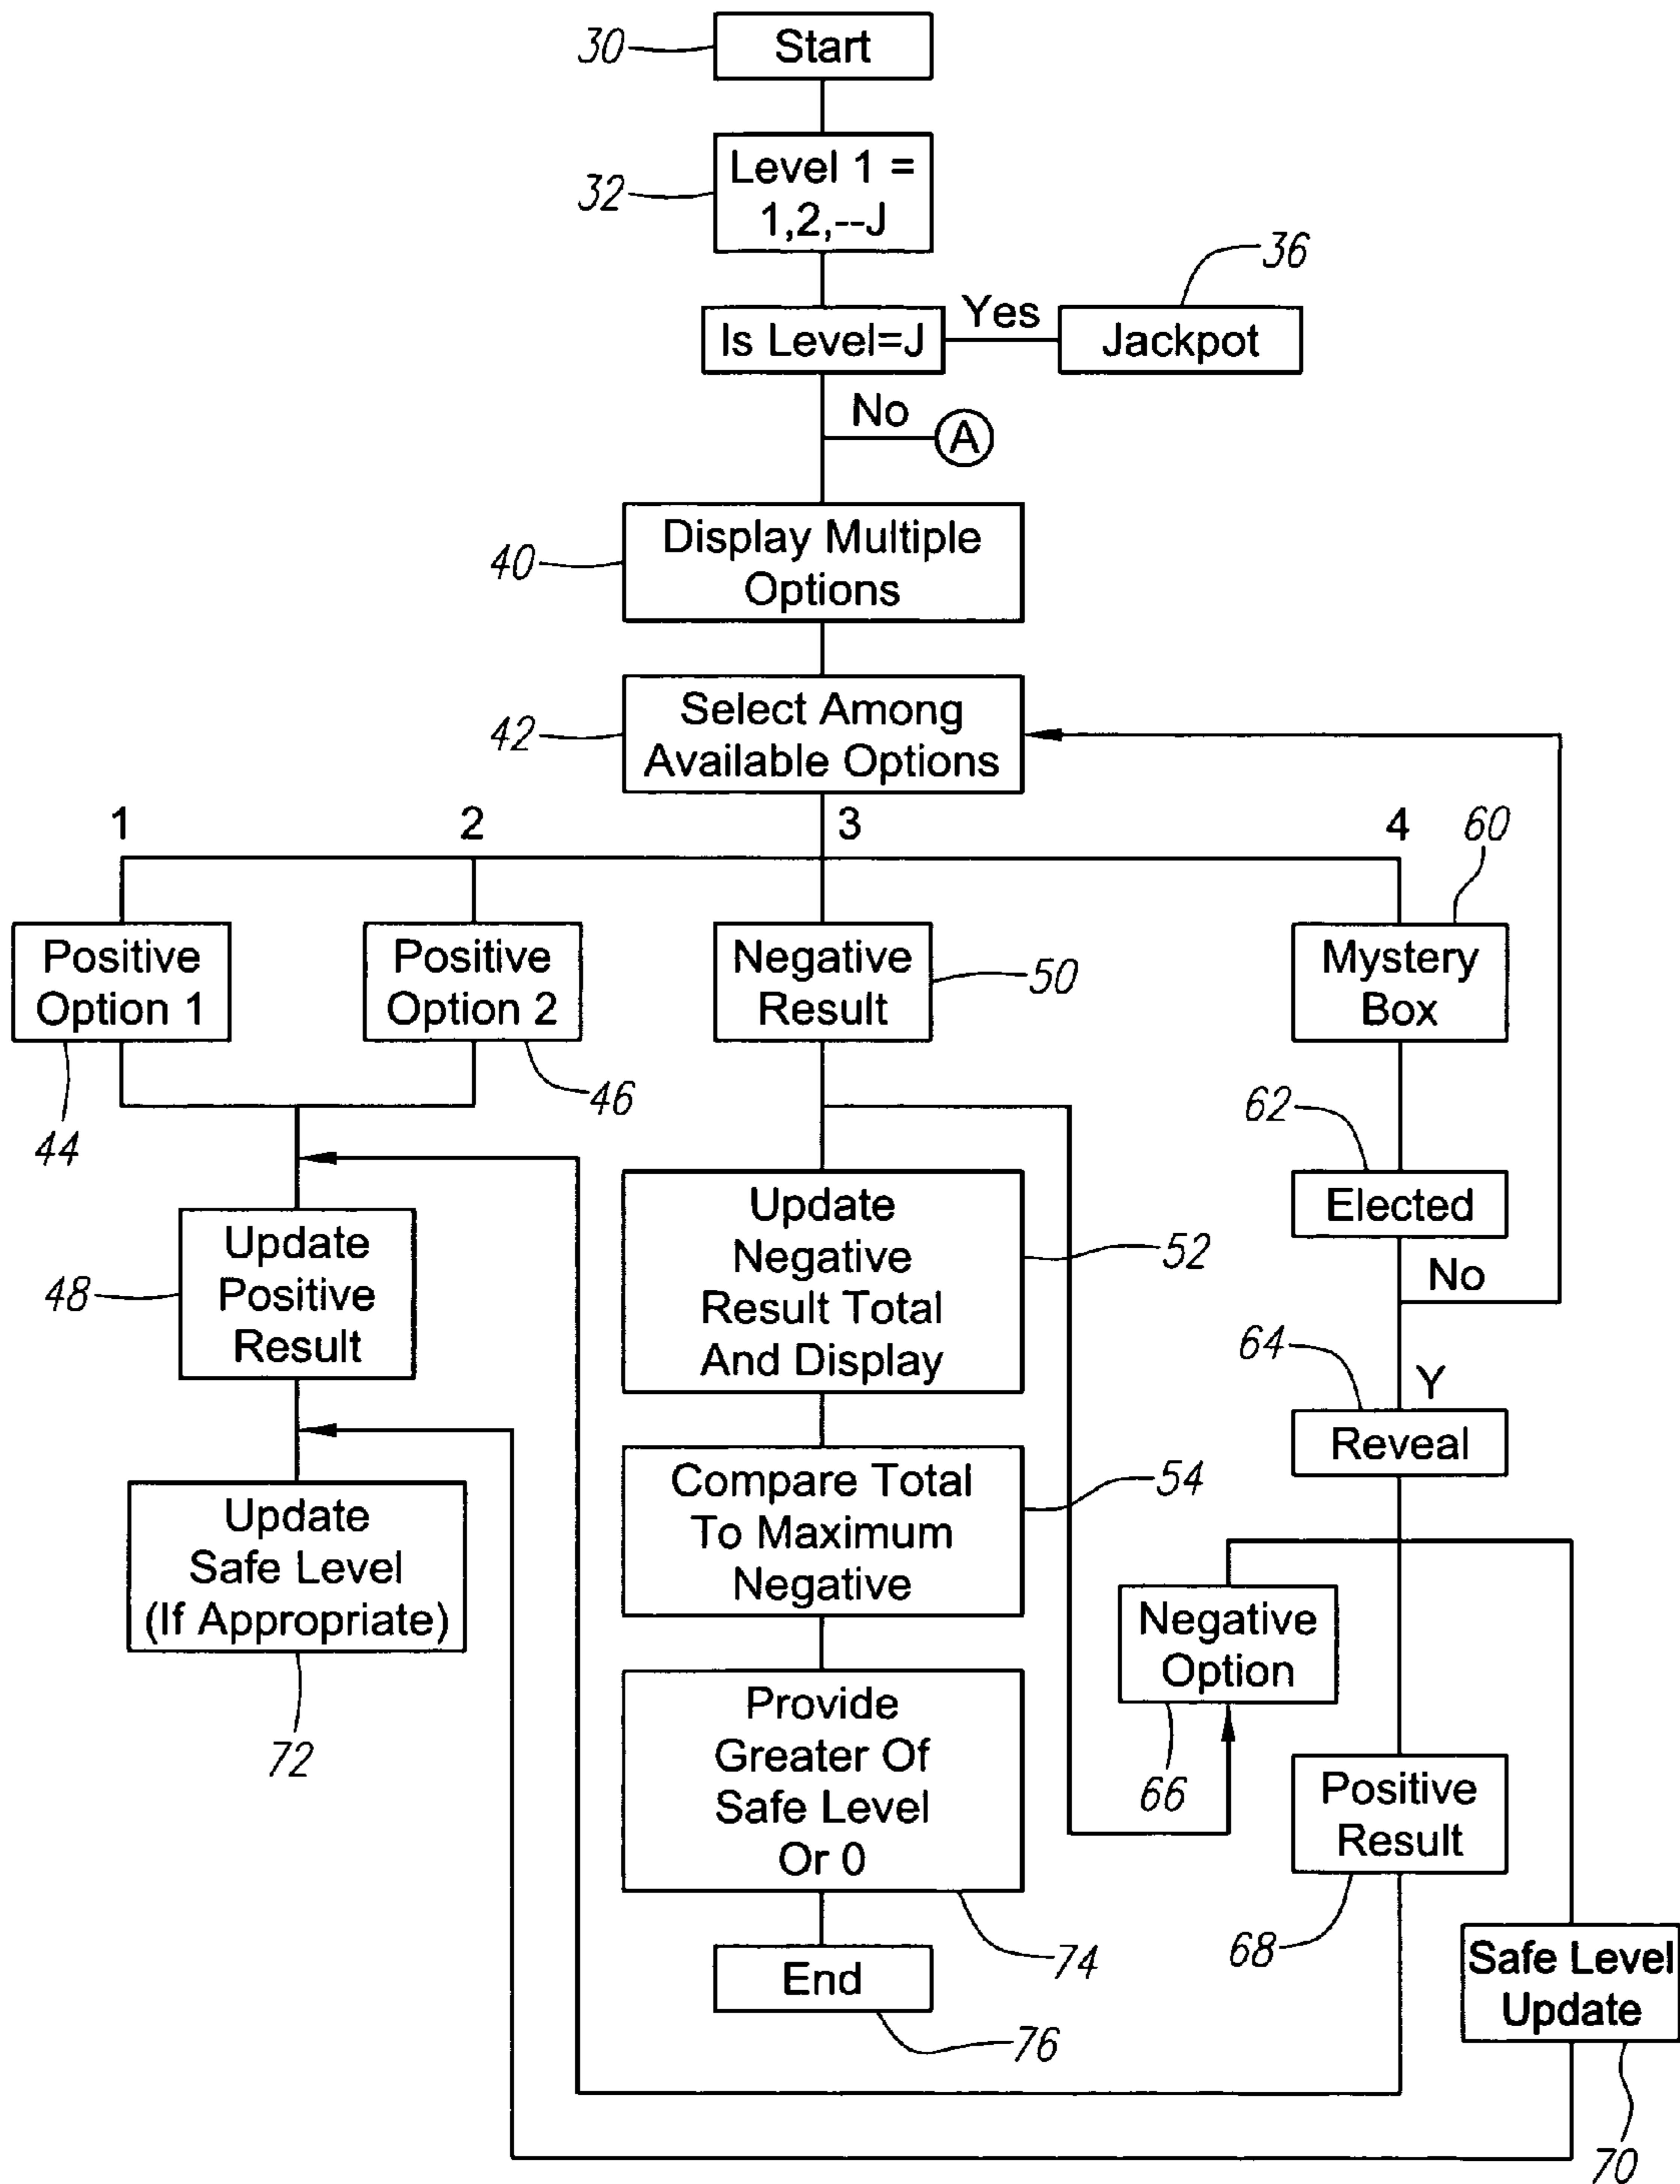 30
Start
32
Level 1 =
1,2,--J
36
Is Level=J
Yes
Jackpot
No
A
40
Display Multiple
Options
42
Select Among
Available Options
1
2
3
4
60
Positive
Option 1
Positive
Option 2
Negative
Result
50
Mystery
Box
44
46
62
Elected
No
48
Update
Positive
Result
Update
Negative
Result Total
And Display
52
64
Y
Reveal
Update
Safe Level
(If Appropriate)
72
Compare Total
To Maximum
Negative
54
Negative
Option
66
Provide
Greater Of
Safe Level
Or 0
74
Positive
Result
68
End
76
Safe Level
Update
70